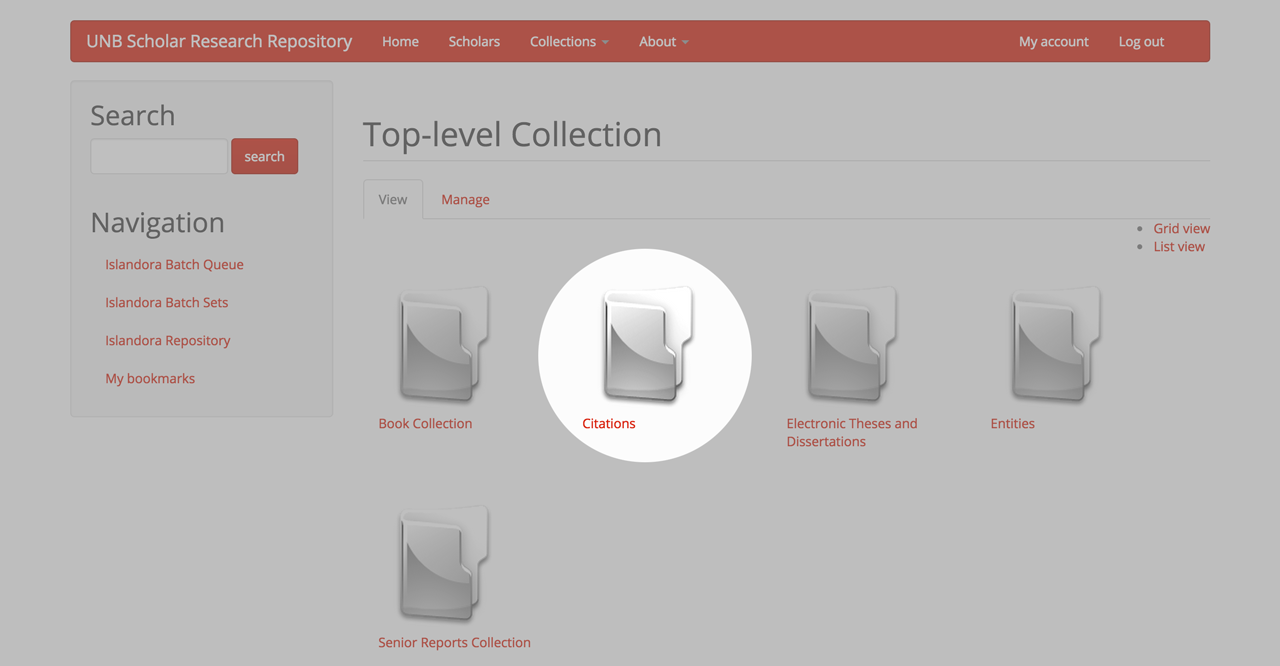 UNB Scholar Research Repository Home Scholars Collections About My account Log out
Search
search
Navigation
Islandora Batch Queue
Islandora Batch Sets
Islandora Repository
My bookmarks
Top-level Collection
View Manage
Grid view
List view
Book Collection
Citations
Electronic Theses and
Dissertations
Entities
Senior Reports Collection